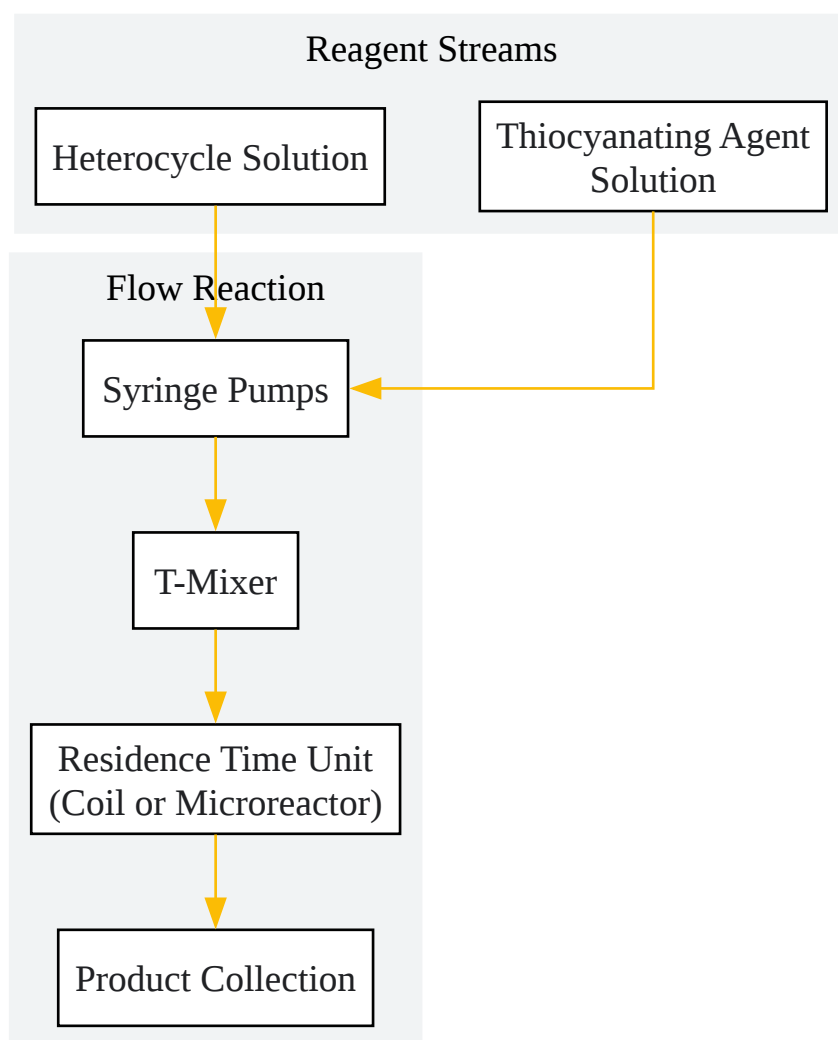 Reagent Streams
Heterocycle Solution
Thiocyanating Agent
Solution
Flow Reaction
Syringe Pumps
T-Mixer
Residence Time Unit
(Coil or Microreactor)
Product Collection